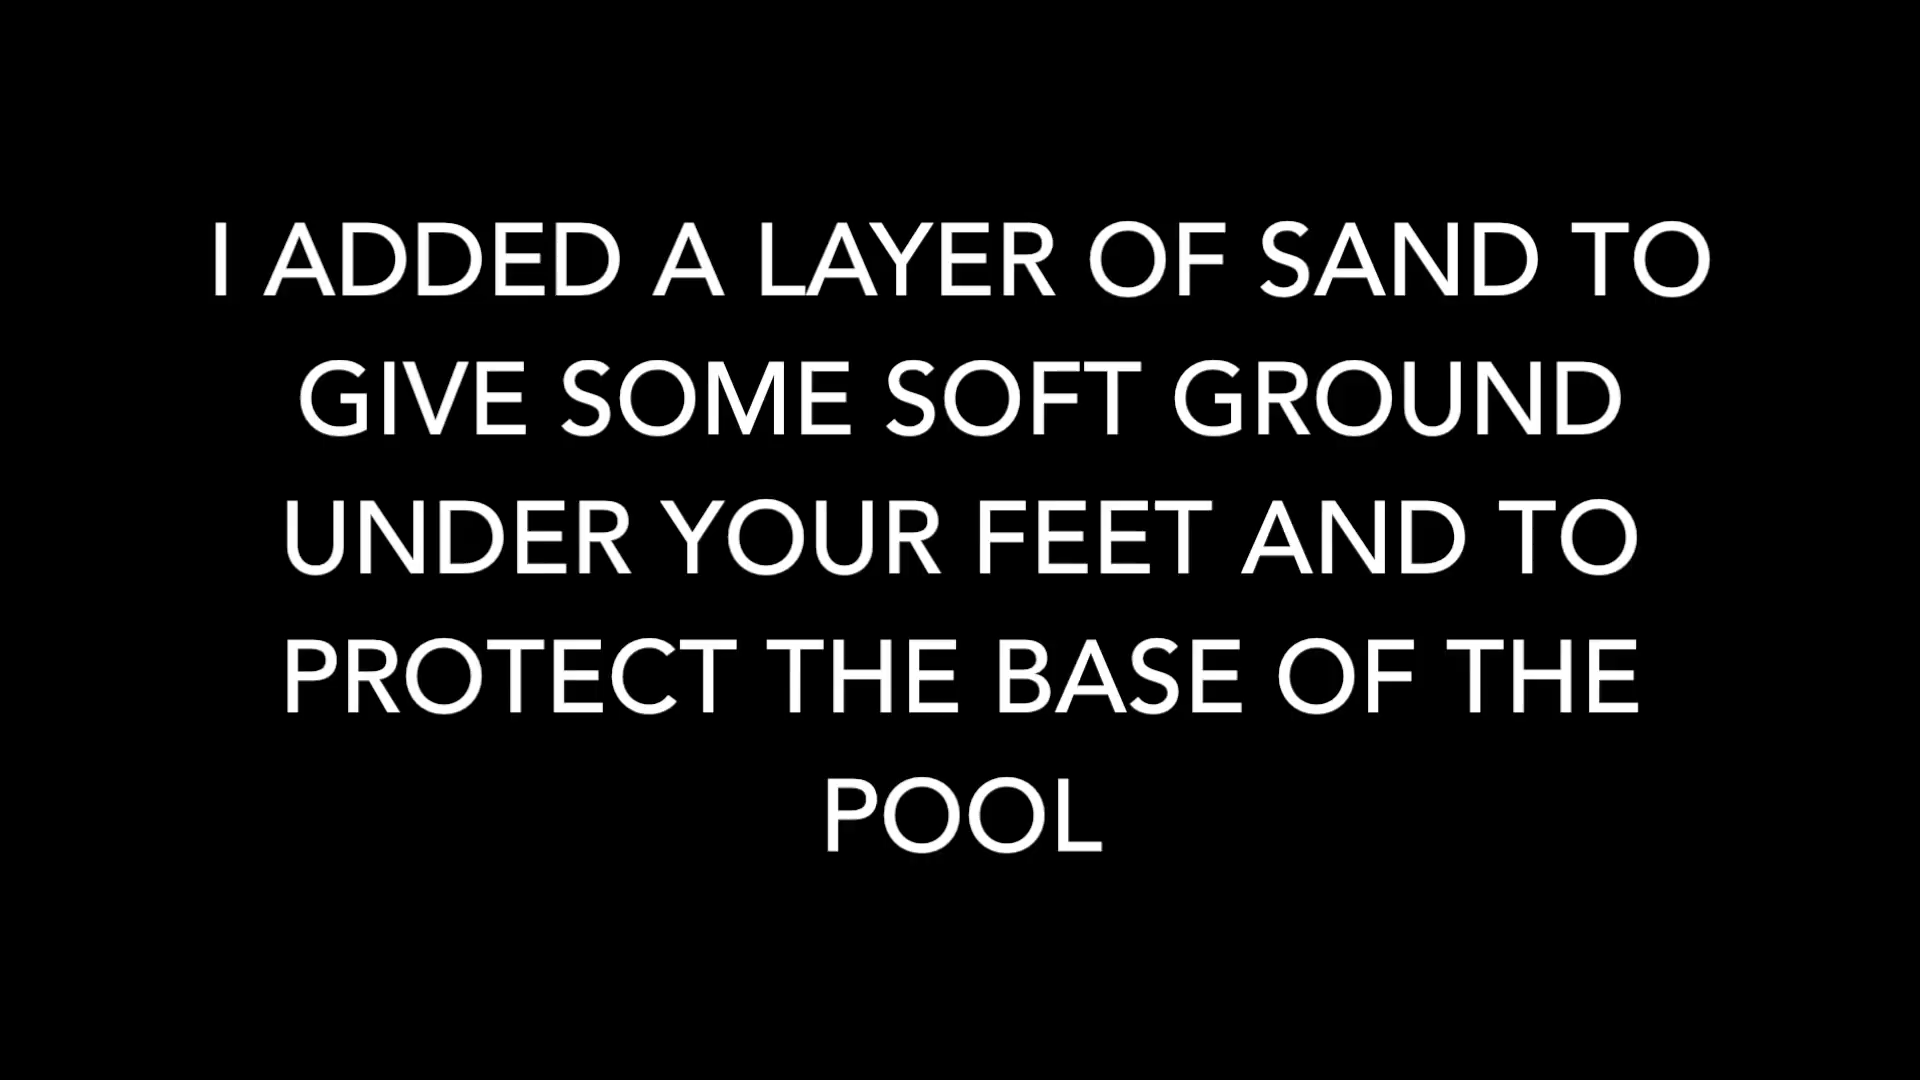 I ADDED A LAYER OF SAND TO
GIVE SOME SOFT GROUND
UNDER YOUR FEET AND TO
PROTECT THE BASE OF THE
POOL